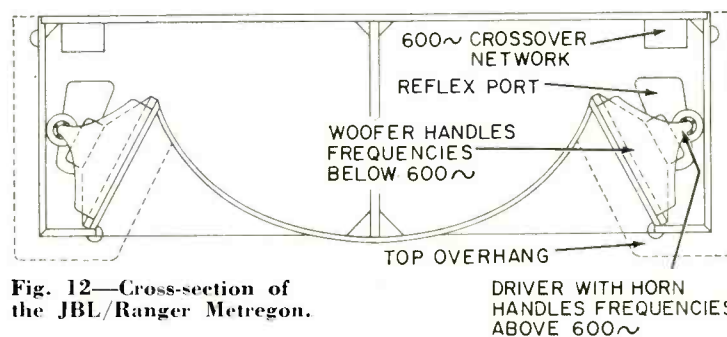 600~ CROSSOVER
NETWORK
REFLEX PORT
WOOFER HANDLES
FREQUENCIES
BELOW 600~
TOP OVERHANG
Fig. 12—Cross-section of
the JBL/Ranger Metregon.
DRIVER WITH HORN
HANDLES FREQUENCIES
ABOVE 600~